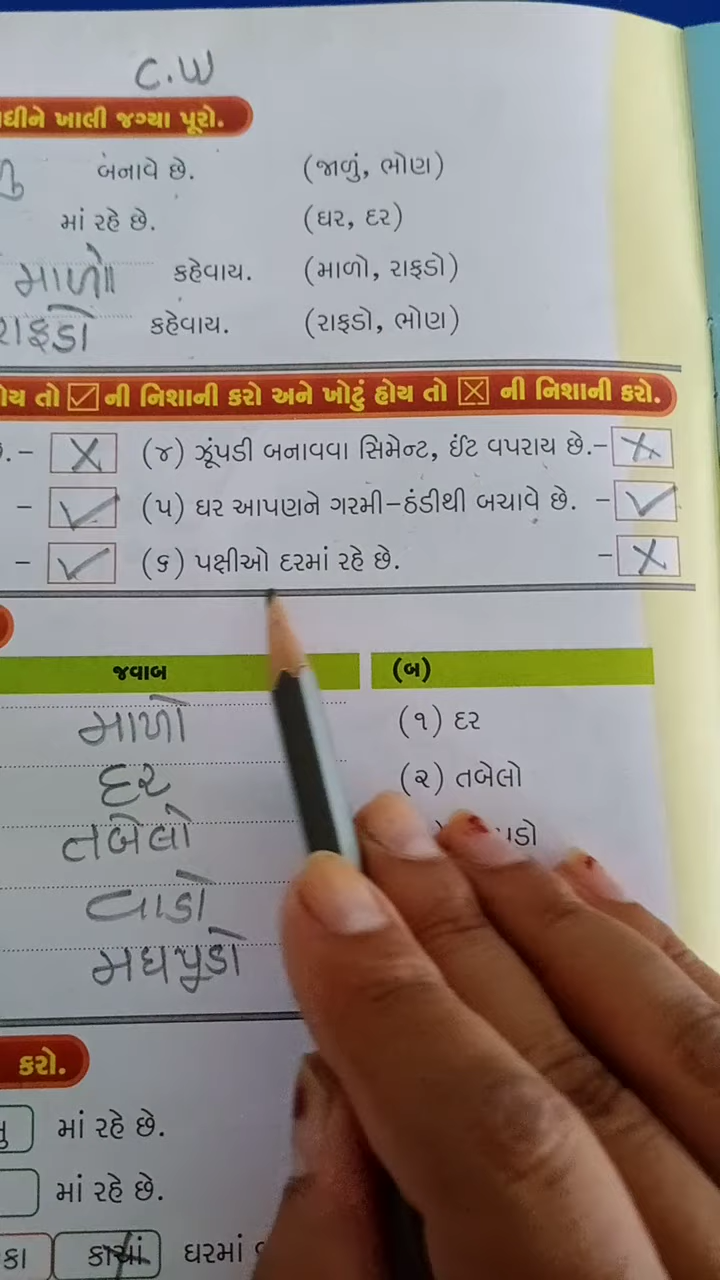 C.W
ધીને ખાલી જગ્યા પૂરો.
બનાવે છે. (જાળું, ભોણ)
માં રહે છે. (ઘર, દર)
માળો કહેવાય. (માળો, રાફડો)
રાફડો કહેવાય. (રાફડો, ભોણ)
ોય તો ☑ ની નિશાની કરો અને ખોટું હોય તો ☒ ની નિશાની કરો.
છે. – ✗ (૪) ઝૂંપડી બનાવવા સિમેન્ટ, ઈંટ વપરાય છે.– ✗
– ✓ (૫) ઘર આપણને ગરમી–ઠંડીથી બચાવે છે. – ✓
– ✓ (૬) પક્ષીઓ દરમાં રહે છે. – ✗
જવાબ (બ)
માળો (૧) દર
દર (૨) તબેલો
તબેલો
વાડો
મધપૂડો
કરો.
માં રહે છે.
માં રહે છે.
ઘરમાં